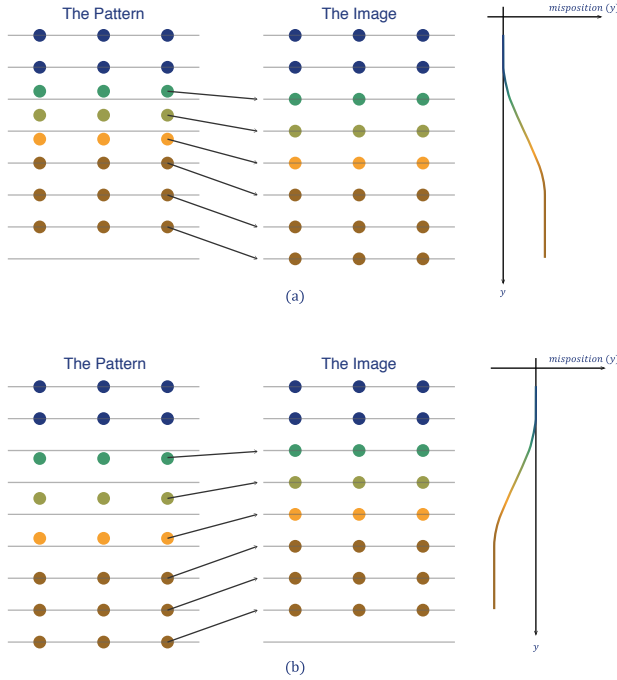 The Pattern
The Image
misposition (y)
y
(a)
The Pattern
The Image
misposition (y)
y
(b)